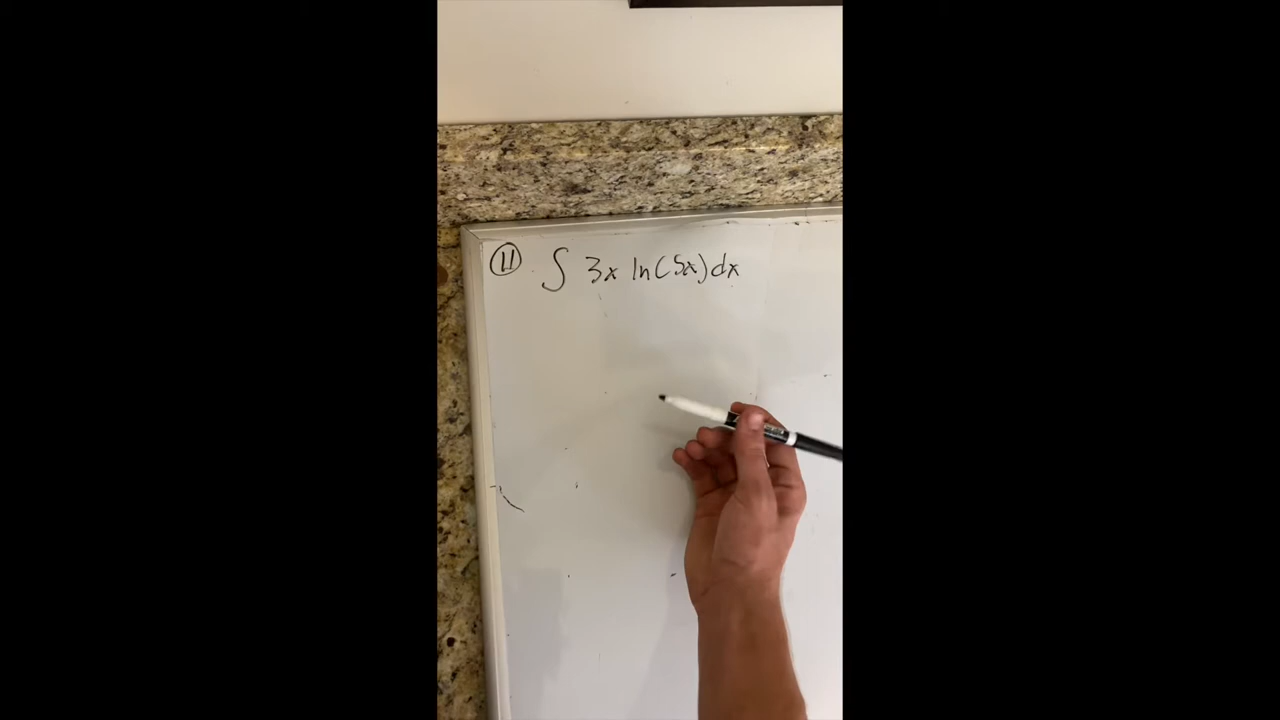 11 ∫ 3x ln(5x)dx